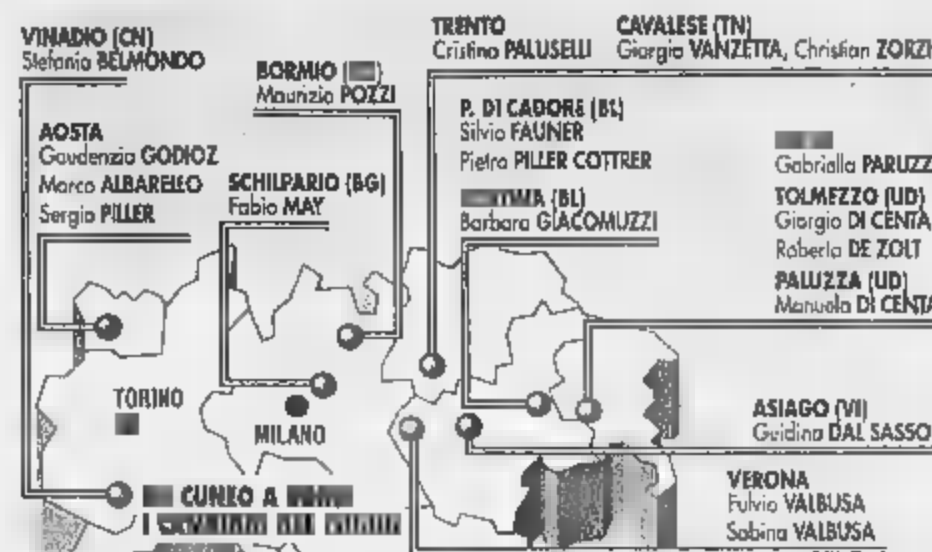 VINADIO (CN)
Stefania BELMONDO
AOSTA
Gaudenzio GODIOZ
Marco ALBARELLO
Sergio PILLER
BORMIO
Maurizio POZZI
SCHILPARIO (BG)
Fabio MAY
TRENTO
Cristina PALUSELLI
CAVALESE (TN)
Giorgio VANZETTA, Christian ZORZI
P. DI CADORE (BL)
Silvio FAUNER
Pietro PILLER COTTRER
(BL)
Barbara GIACOMUZZI
Gabriella PARUZZI
TOLMEZZO (UD)
Giorgio DI CENTA
Roberto DE ZOLT
PALUZZA (UD)
Manuela DI CENTA
TORINO
MILANO
ASIAGO (VI)
Guidina DAL SASSO
CUNEO A
VERONA
Fulvio VALBUSA
Sabina VALBUSA